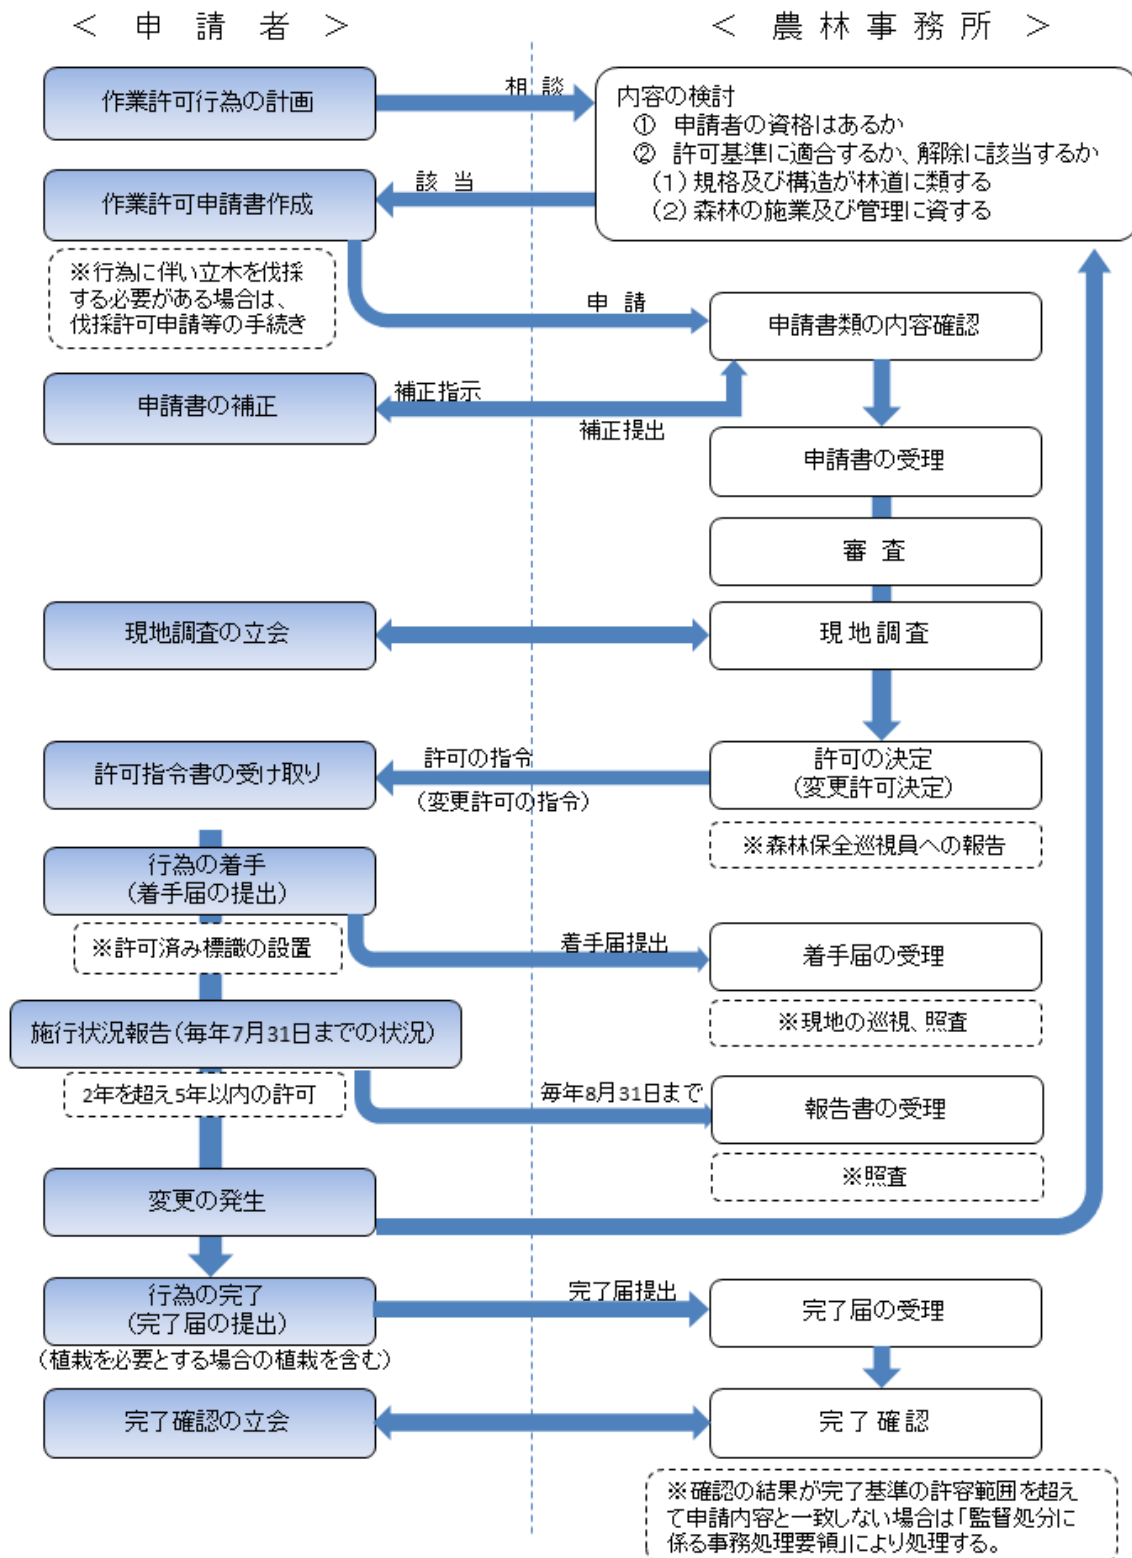 ＜ 申 請 者 ＞
＜ 農 林 事 務 所 ＞
作業許可行為の計画
相 談
内容の検討
① 申請者の資格はあるか
② 許可基準に適合するか、解除に該当するか
(1)規格及び構造が林道に類する
(2)森林の施業及び管理に資する
該 当
作業許可申請書作成
※行為に伴い立木を伐採
する必要がある場合は、
伐採許可申請等の手続き
申 請
申請書類の内容確認
申請書の補正
補正指示
補正提出
申請書の受理
審 査
現地調査の立会
現 地 調 査
許可指令書の受け取り
許可の指令
(変更許可の指令)
許可の決定
(変更許可決定)
※森林保全巡視員への報告
行為の着手
(着手届の提出)
※許可済み標識の設置
着手届提出
着手届の受理
※現地の巡視、照査
施行状況報告(毎年7月31日までの状況)
2年を超え5年以内の許可
毎年8月31日まで
報告書の受理
※照査
変更の発生
行為の完了
(完了届の提出)
(植栽を必要とする場合の植栽を含む)
完了届提出
完了届の受理
完了確認の立会
完 了 確 認
※確認の結果が完了基準の許容範囲を超え
て申請内容と一致しない場合は「監督処分に
係る事務処理要領」により処理する。